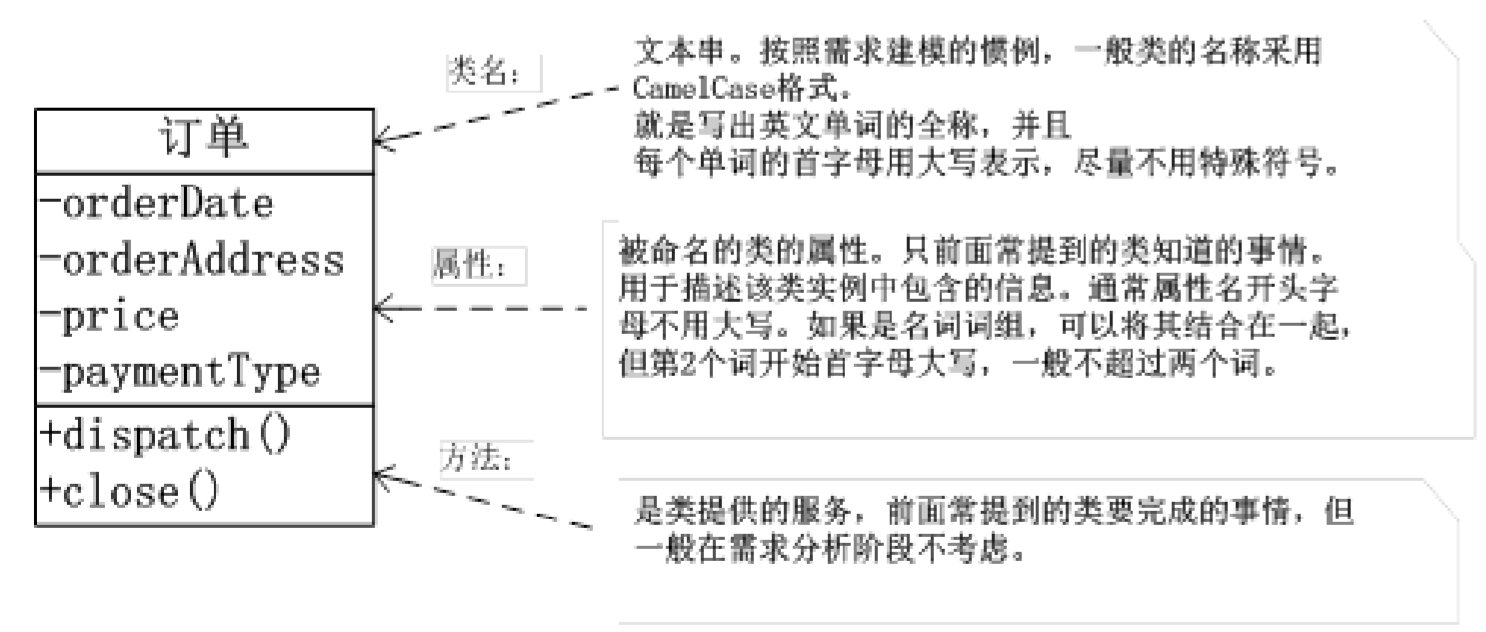 订单
-orderDate
-orderAddress
-price
-paymentType
+dispatch()
+close()
类名：
文本串。按照需求建模的惯例，一般类的名称采用
CamelCase格式。
就是写出英文单词的全称，并且
每个单词的首字母用大写表示，尽量不用特殊符号。
属性：
被命名的类的属性。只前面常提到的类知道的事情。
用于描述该类实例中包含的信息。通常属性名开头字
母不用大写。如果是名词词组，可以将其结合在一起，
但第2个词开始首字母大写，一般不超过两个词。
方法：
是类提供的服务，前面常提到的类要完成的事情，但
一般在需求分析阶段不考虑。